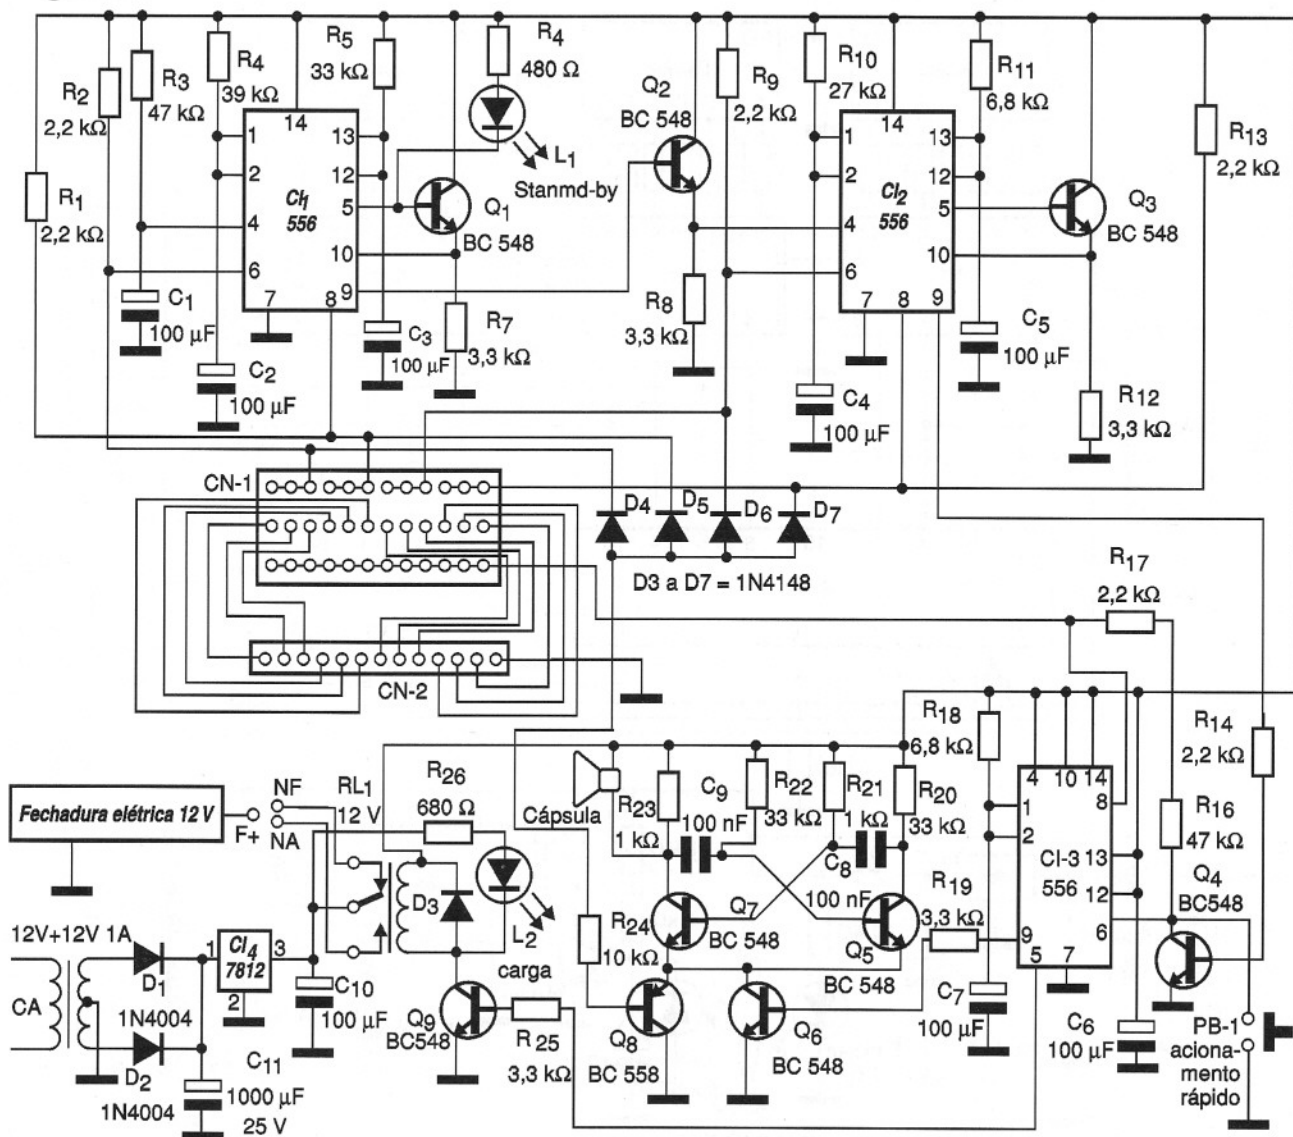 R2
2,2 kΩ
R3
47 kΩ
R4
39 kΩ
R5
33 kΩ
R4
480 Ω
L1
Stanmd-by
Q2
BC 548
R9
2,2 kΩ
R10
27 kΩ
R11
6,8 kΩ
R13
2,2 kΩ
R1
2,2 kΩ
14
1
2
4
6
7
8
13
12
5
10
9
CI1
556
Q1
BC 548
C1
100 µF
C2
100 µF
C3
100 µF
R7
3,3 kΩ
R8
3,3 kΩ
14
1
2
4
6
7
8
9
13
12
5
10
CI2
556
Q3
BC 548
C4
100 µF
C5
100 µF
R12
3,3 kΩ
CN-1
D4
D5
D6
D7
D3 a D7 = 1N4148
CN-2
R17
2,2 kΩ
Fechadura elétrica 12 V
F+
NF
NA
RL1
12 V
R26
680 Ω
D3
L2
carga
Cápsula
R23
1 kΩ
C9
100 nF
R22
33 kΩ
R21
1 kΩ
R20
33 kΩ
C8
100 nF
R18
6,8 kΩ
R14
2,2 kΩ
R16
47 kΩ
4
10
14
8
1
2
13
12
6
9
5
7
CI-3
556
Q4
BC548
R19
3,3 kΩ
Q7
BC 548
Q5
BC 548
R24
10 kΩ
Q8
BC 558
Q6
BC 548
C7
100 µF
C6
100 µF
PB-1
aciona-
mento
rápido
12V+12V 1A
CA
D1
1N4004
D2
1N4004
1
CI4
7812
3
2
C10
100 µF
C11
1000 µF
25 V
Q9
BC548
R25
3,3 kΩ